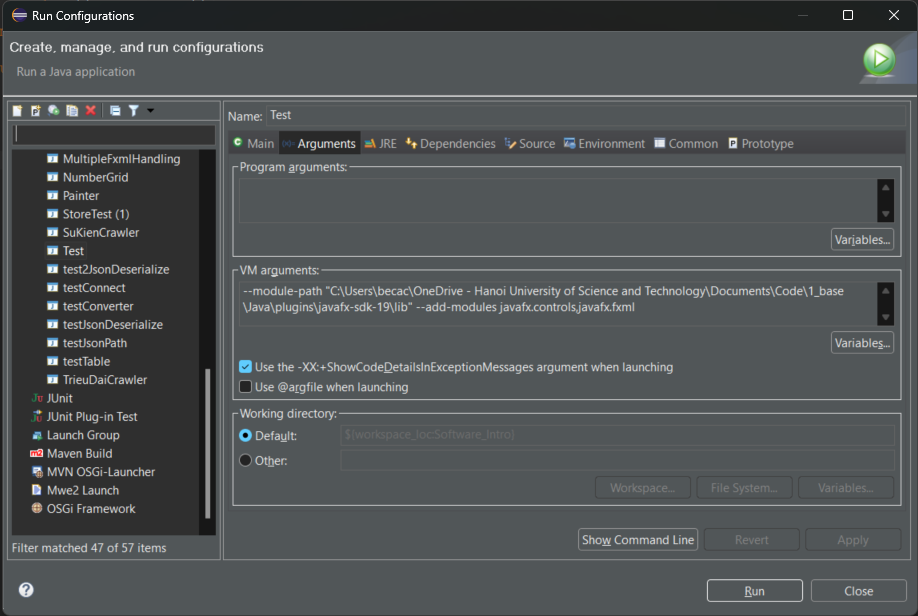 Run Configurations
Create, manage, and run configurations
Run a Java application
Name: Test
Main Arguments JRE Dependencies Source Environment Common Prototype
MultipleFxmlHandling
NumberGrid
Painter
StoreTest (1)
SuKienCrawler
Test
test2JsonDeserialize
testConnect
testConverter
testJsonDeserialize
testJsonPath
testTable
TrieuDaiCrawler
JUnit
JUnit Plug-in Test
Launch Group
Maven Build
MVN OSGi-Launcher
Mwe2 Launch
OSGi Framework
Filter matched 47 of 57 items
Program arguments:
Variables...
VM arguments:
--module-path "C:\Users\becac\OneDrive - Hanoi University of Science and Technology\Documents\Code\1_base
\Java\plugins\javafx-sdk-19\lib" --add-modules javafx.controls,javafx.fxml
Variables...
Use the -XX:+ShowCodeDetailsInExceptionMessages argument when launching
Use @argfile when launching
Working directory:
Default: ${workspace_loc:Software_Intro}
Other:
Workspace... File System... Variables...
Show Command Line Revert Apply
Run Close